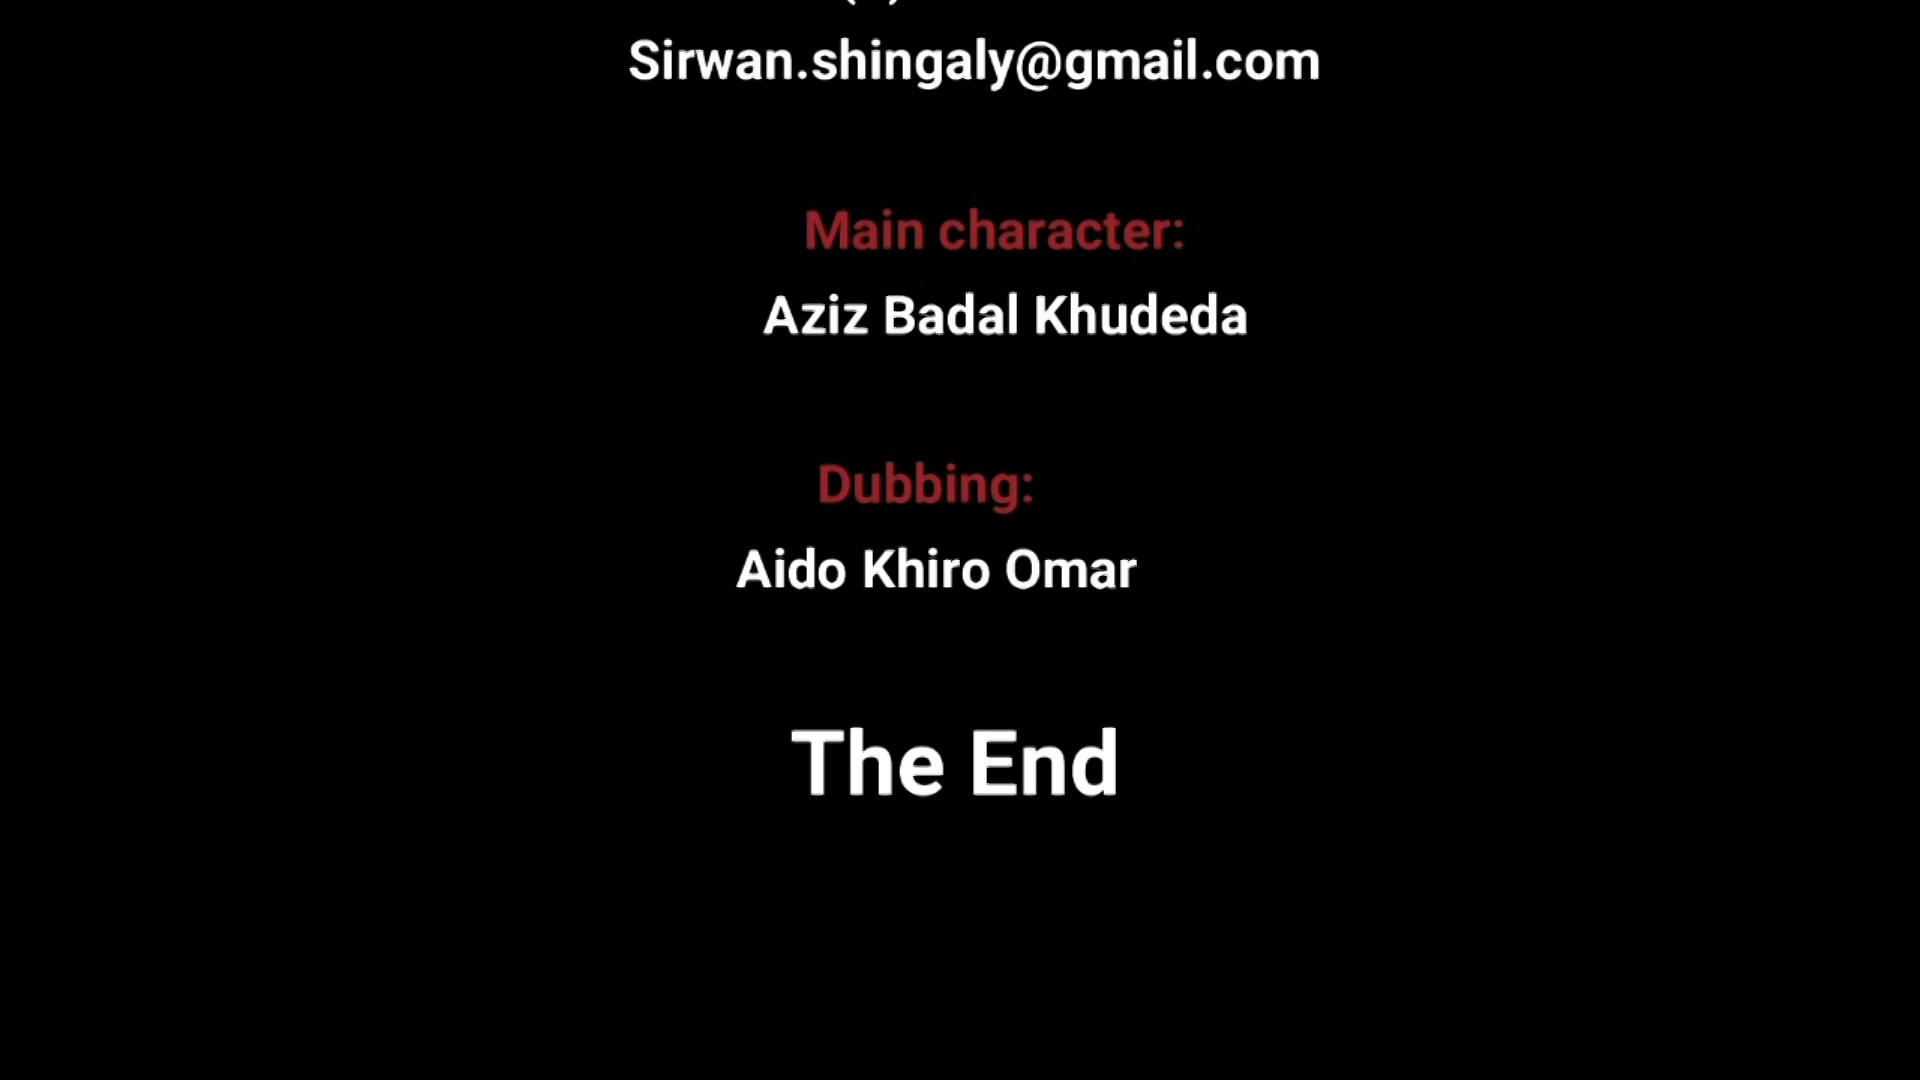 Sirwan.shingaly@gmail.com
Main character:
Aziz Badal Khudeda
Dubbing:
Aido Khiro Omar
The End